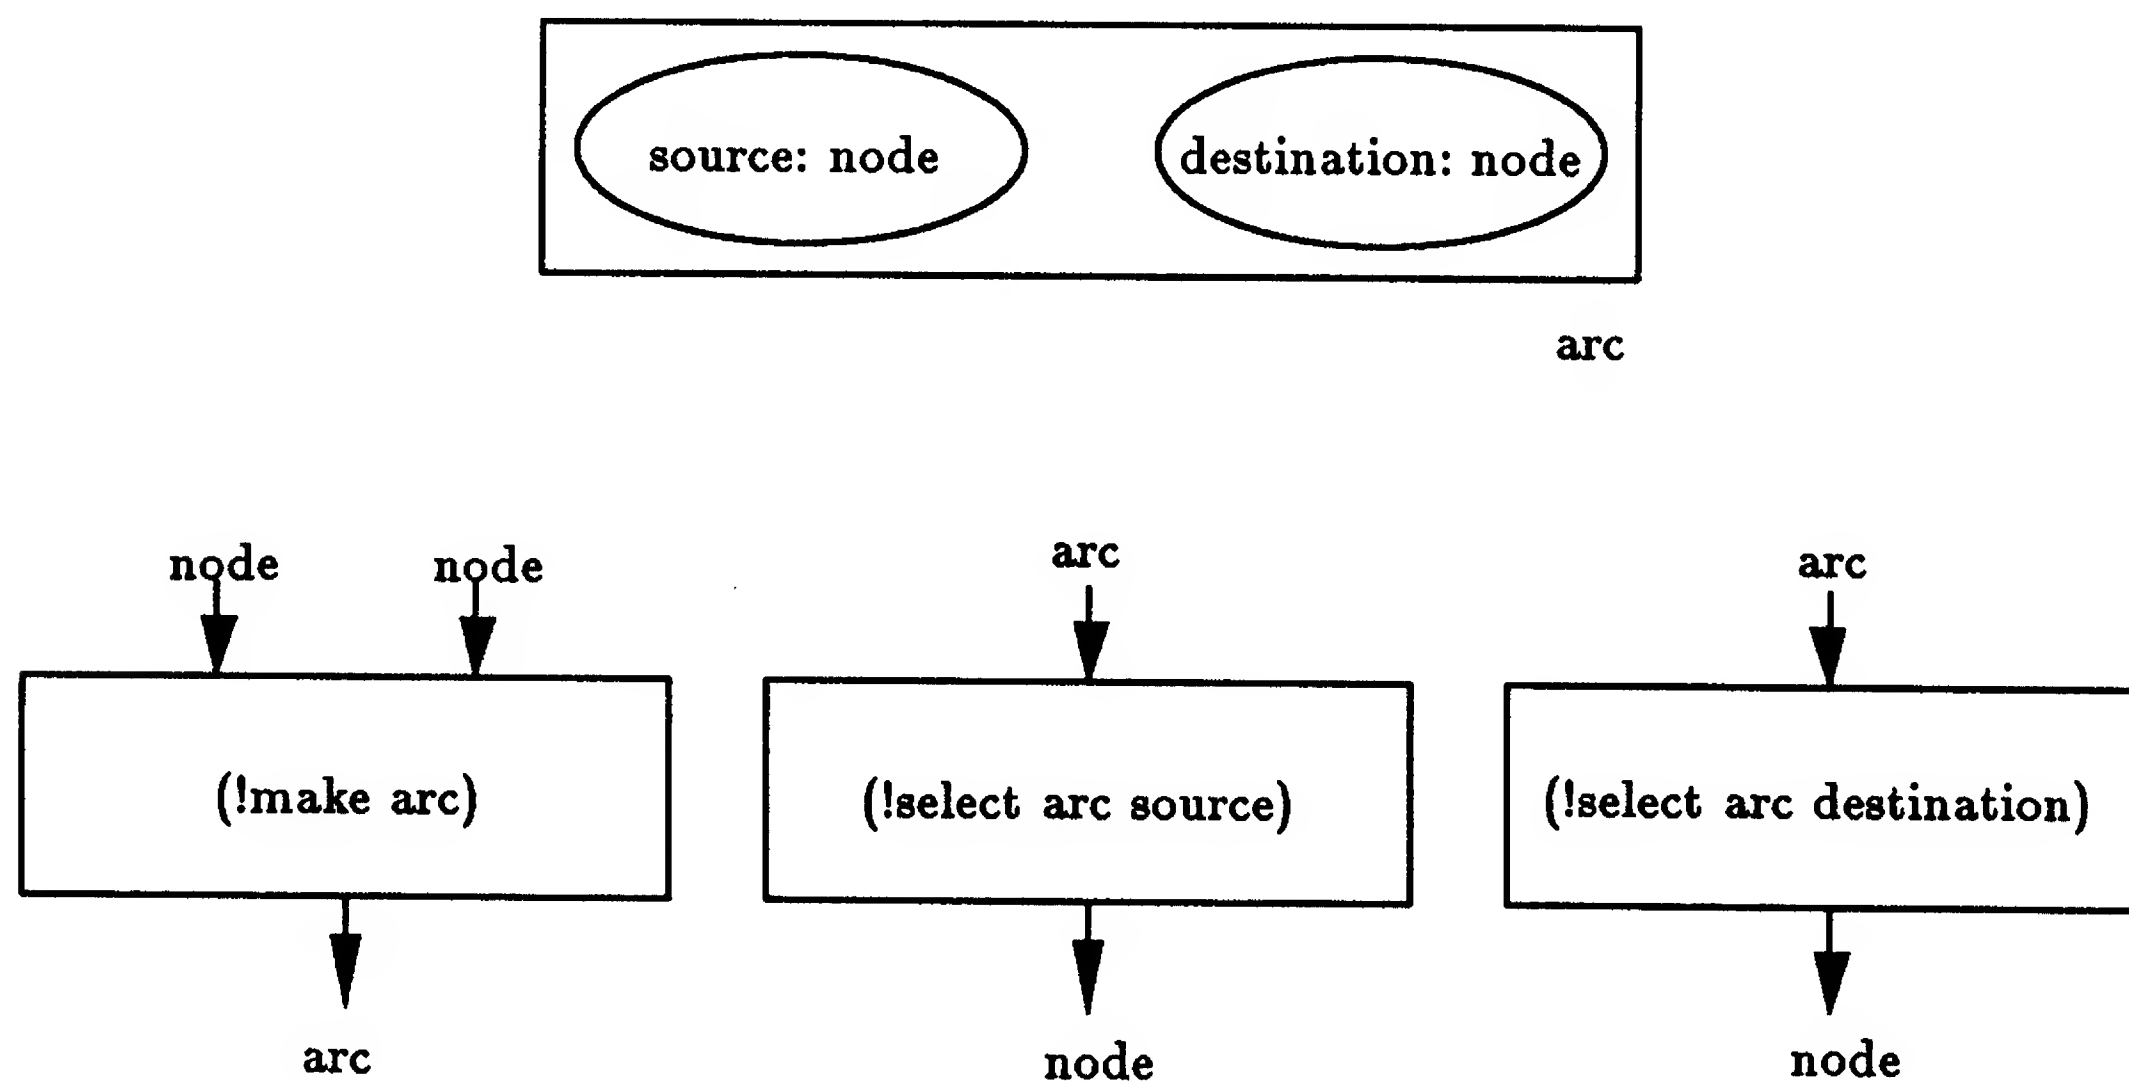 source: node destination: node
arc
node node arc arc
(!make arc) (!select arc source) (!select arc destination)
arc node node